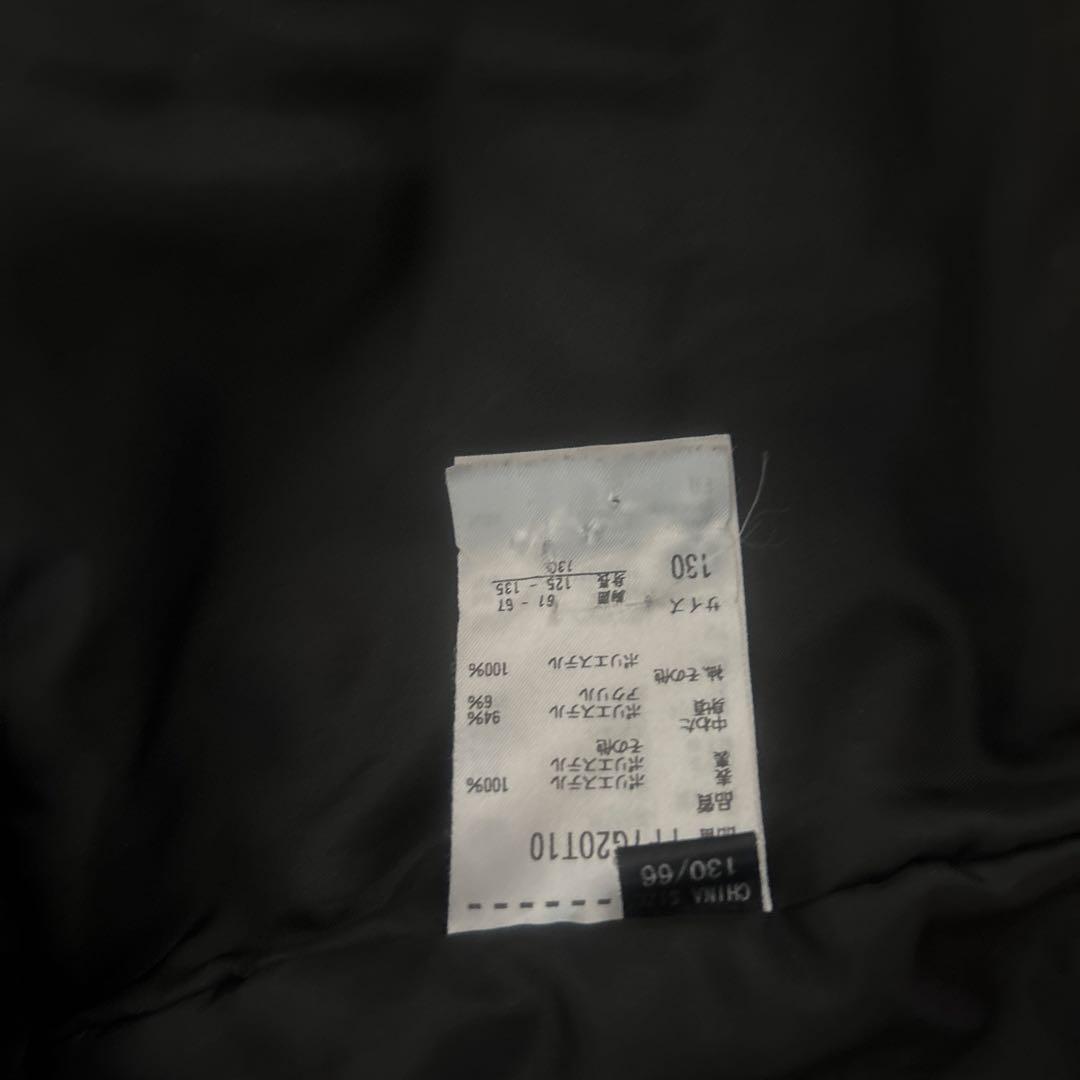 CHINA
130/66
G20T10
品質
表 ポリエステル 100%
裏 ポリエステル
その他
中わた
身頃 ポリエステル 94%
アクリル 6%
袖、その他 ポリエステル 100%
サイズ
130
胸囲 61 - 67
身長 125 - 135
130